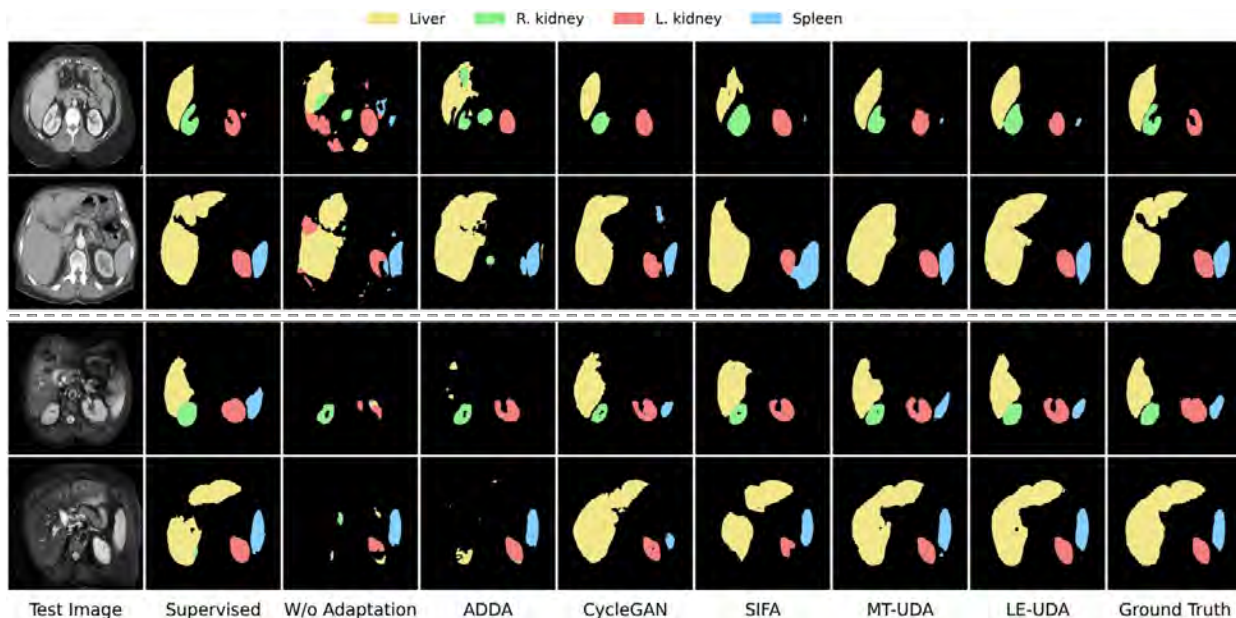 Liver R. kidney L. kidney Spleen
Test Image Supervised W/o Adaptation ADDA CycleGAN SIFA MT-UDA LE-UDA Ground Truth